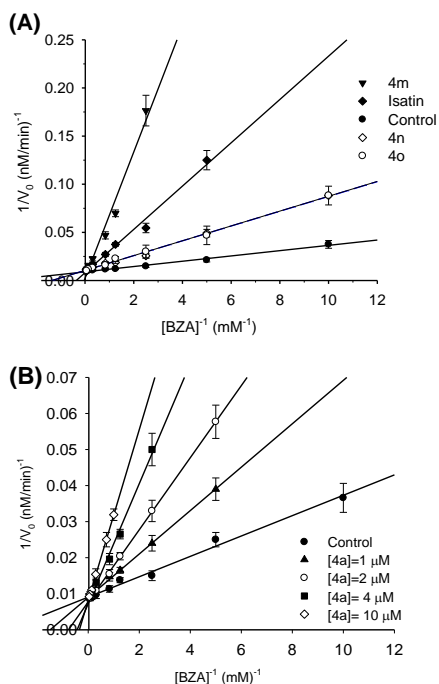 (A)
0.25
0.20
0.15
0.10
0.05
0.00
1/V0 (nM/min)-1
4m
Isatin
Control
4n
4o
0 2 4 6 8 10 12
[BZA]-1 (mM-1)
(B)
0.07
0.06
0.05
0.04
0.03
0.02
0.01
0.00
1/V0 (nM/min)-1
Control
[4a]=1 μM
[4a]=2 μM
[4a]= 4 μM
[4a]= 10 μM
0 2 4 6 8 10 12
[BZA]-1 (mM)-1